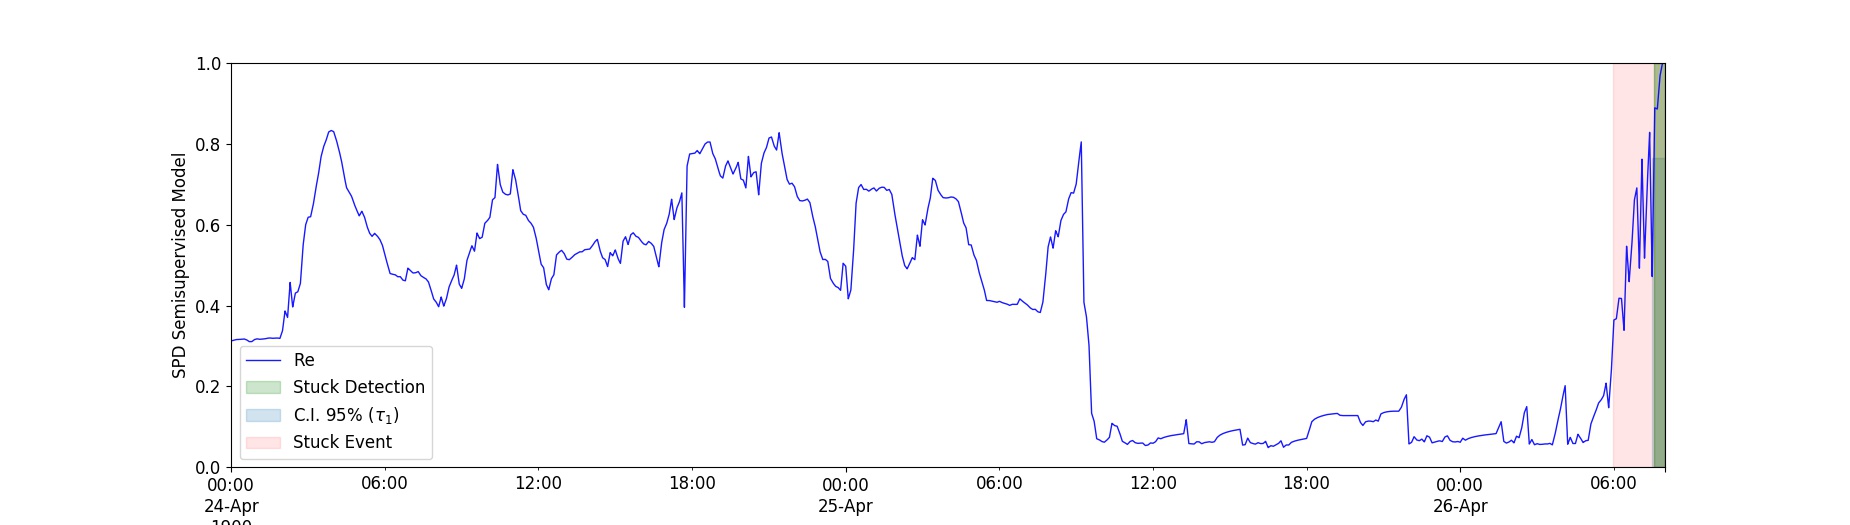 SPD Semisupervised Model
1.0
0.8
0.6
0.4
0.2
0.0
Re
Stuck Detection
C.I. 95% (τ₁)
Stuck Event
00:00 06:00 12:00 18:00 00:00 06:00 12:00 18:00 00:00 06:00
24-Apr 25-Apr 26-Apr
1900